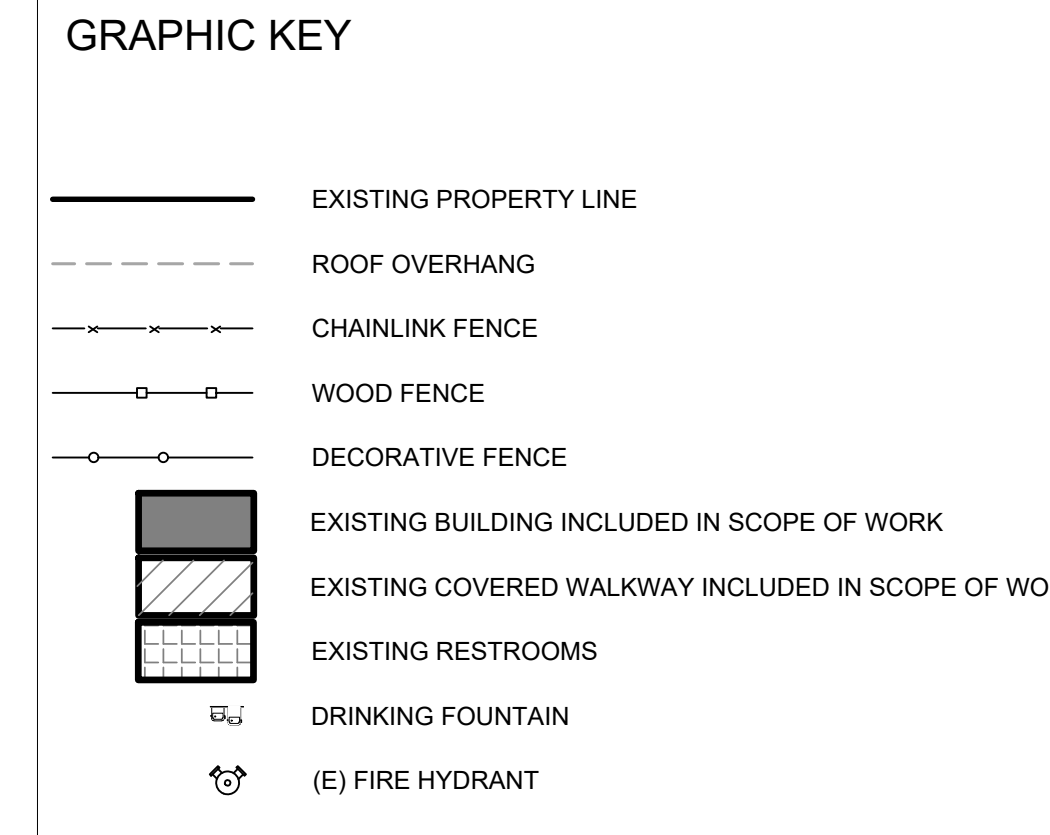 GRAPHIC KEY
EXISTING PROPERTY LINE
ROOF OVERHANG
CHAINLINK FENCE
WOOD FENCE
DECORATIVE FENCE
EXISTING BUILDING INCLUDED IN SCOPE OF WORK
EXISTING COVERED WALKWAY INCLUDED IN SCOPE OF WO
EXISTING RESTROOMS
DRINKING FOUNTAIN
(E) FIRE HYDRANT